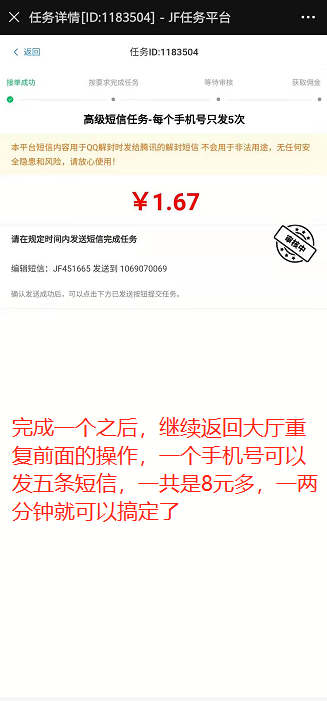 任务详情[ID:1183504] - JF任务平台
返回
任务ID:1183504
接单成功
按要求完成任务
等待审核
获取佣金
高级短信任务-每个手机号只发5次
本平台短信内容用于QQ解封时发给腾讯的解封短信 不会用于非法用途，无任何安
全隐患和风险，请放心使用！
￥1.67
请在规定时间内发送短信完成任务
审核中
编辑短信：JF451665 发送到 1069070069
确认发送成功后，可以点击下方已发送按钮提交任务。
完成一个之后，继续返回大厅重
复前面的操作，一个手机号可以
发五条短信，一共是8元多，一两
分钟就可以搞定了